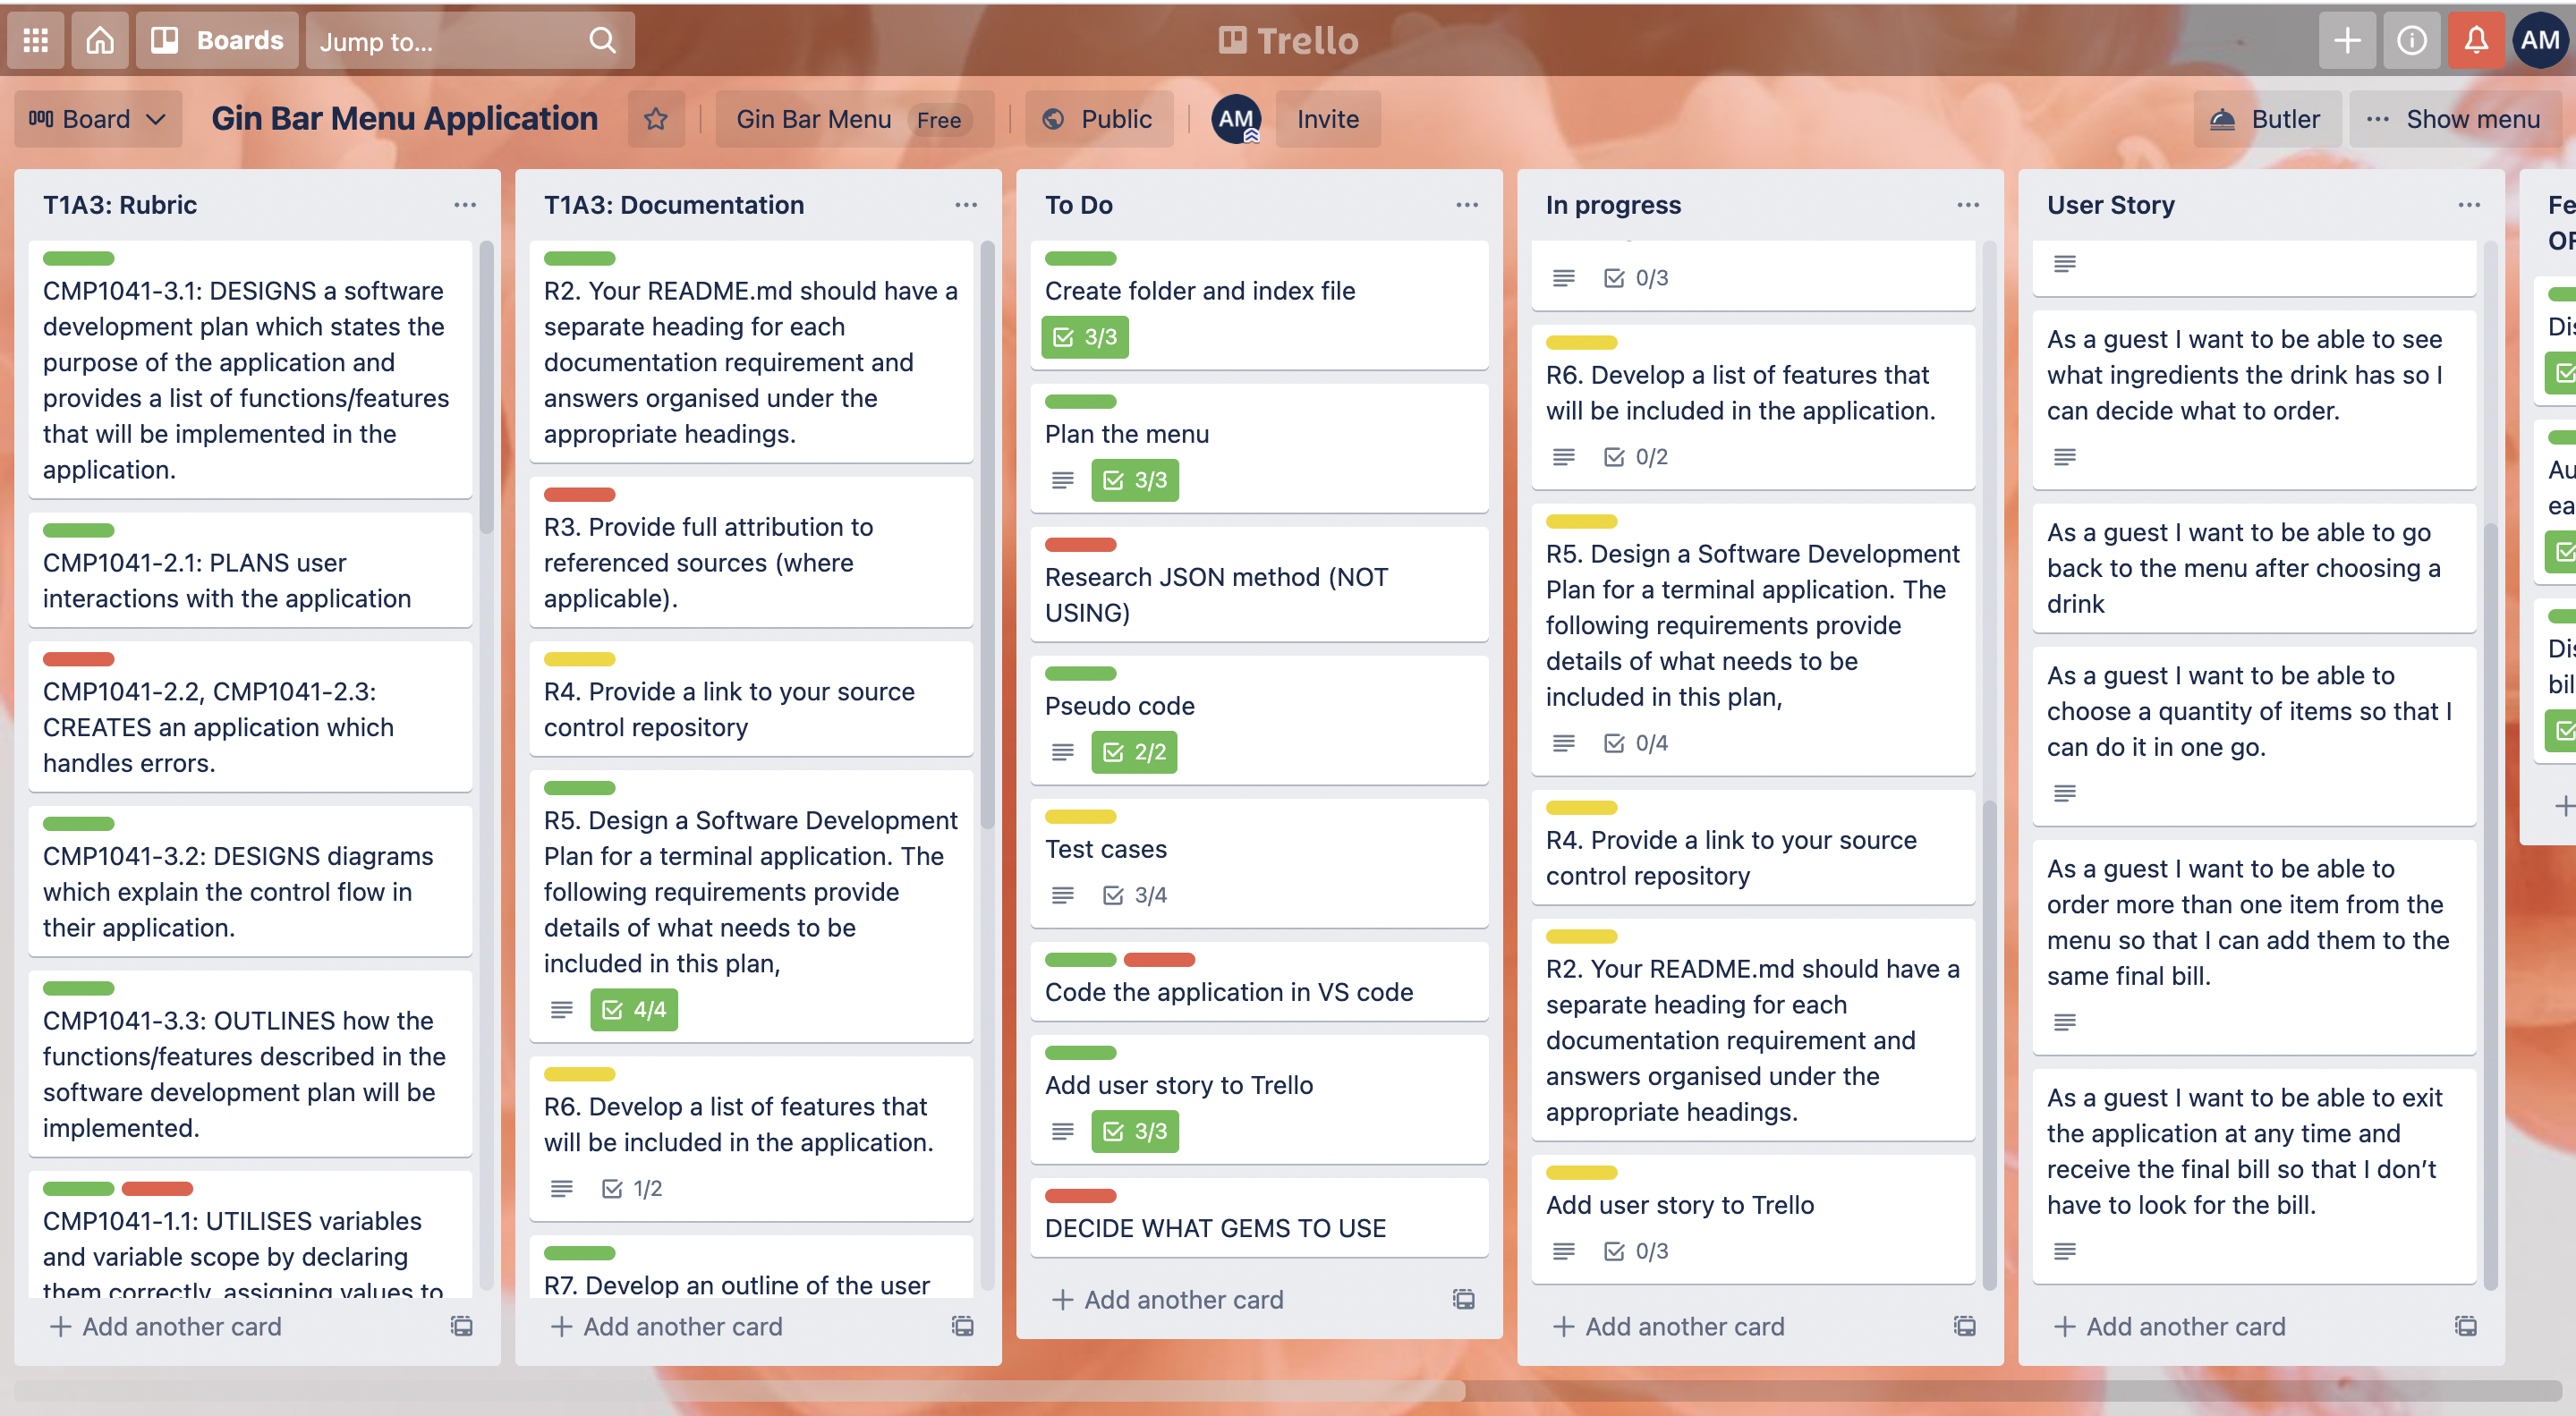 Boards
Jump to...
Trello
AM
Board
Gin Bar Menu Application
Gin Bar Menu Free
Public
AM
Invite
Butler
Show menu
T1A3: Rubric
CMP1041-3.1: DESIGNS a software
development plan which states the
purpose of the application and
provides a list of functions/features
that will be implemented in the
application.
CMP1041-2.1: PLANS user
interactions with the application
CMP1041-2.2, CMP1041-2.3:
CREATES an application which
handles errors.
CMP1041-3.2: DESIGNS diagrams
which explain the control flow in
their application.
CMP1041-3.3: OUTLINES how the
functions/features described in the
software development plan will be
implemented.
CMP1041-1.1: UTILISES variables
and variable scope by declaring
them correctly, assigning values to
+ Add another card
T1A3: Documentation
R2. Your README.md should have a
separate heading for each
documentation requirement and
answers organised under the
appropriate headings.
R3. Provide full attribution to
referenced sources (where
applicable).
R4. Provide a link to your source
control repository
R5. Design a Software Development
Plan for a terminal application. The
following requirements provide
details of what needs to be
included in this plan,
4/4
R6. Develop a list of features that
will be included in the application.
1/2
R7. Develop an outline of the user
+ Add another card
To Do
Create folder and index file
3/3
Plan the menu
3/3
Research JSON method (NOT
USING)
Pseudo code
2/2
Test cases
3/4
Code the application in VS code
Add user story to Trello
3/3
DECIDE WHAT GEMS TO USE
+ Add another card
In progress
0/3
R6. Develop a list of features that
will be included in the application.
0/2
R5. Design a Software Development
Plan for a terminal application. The
following requirements provide
details of what needs to be
included in this plan,
0/4
R4. Provide a link to your source
control repository
R2. Your README.md should have a
separate heading for each
documentation requirement and
answers organised under the
appropriate headings.
Add user story to Trello
0/3
+ Add another card
User Story
As a guest I want to be able to see
what ingredients the drink has so I
can decide what to order.
As a guest I want to be able to go
back to the menu after choosing a
drink
As a guest I want to be able to
choose a quantity of items so that I
can do it in one go.
As a guest I want to be able to
order more than one item from the
menu so that I can add them to the
same final bill.
As a guest I want to be able to exit
the application at any time and
receive the final bill so that I don’t
have to look for the bill.
+ Add another card